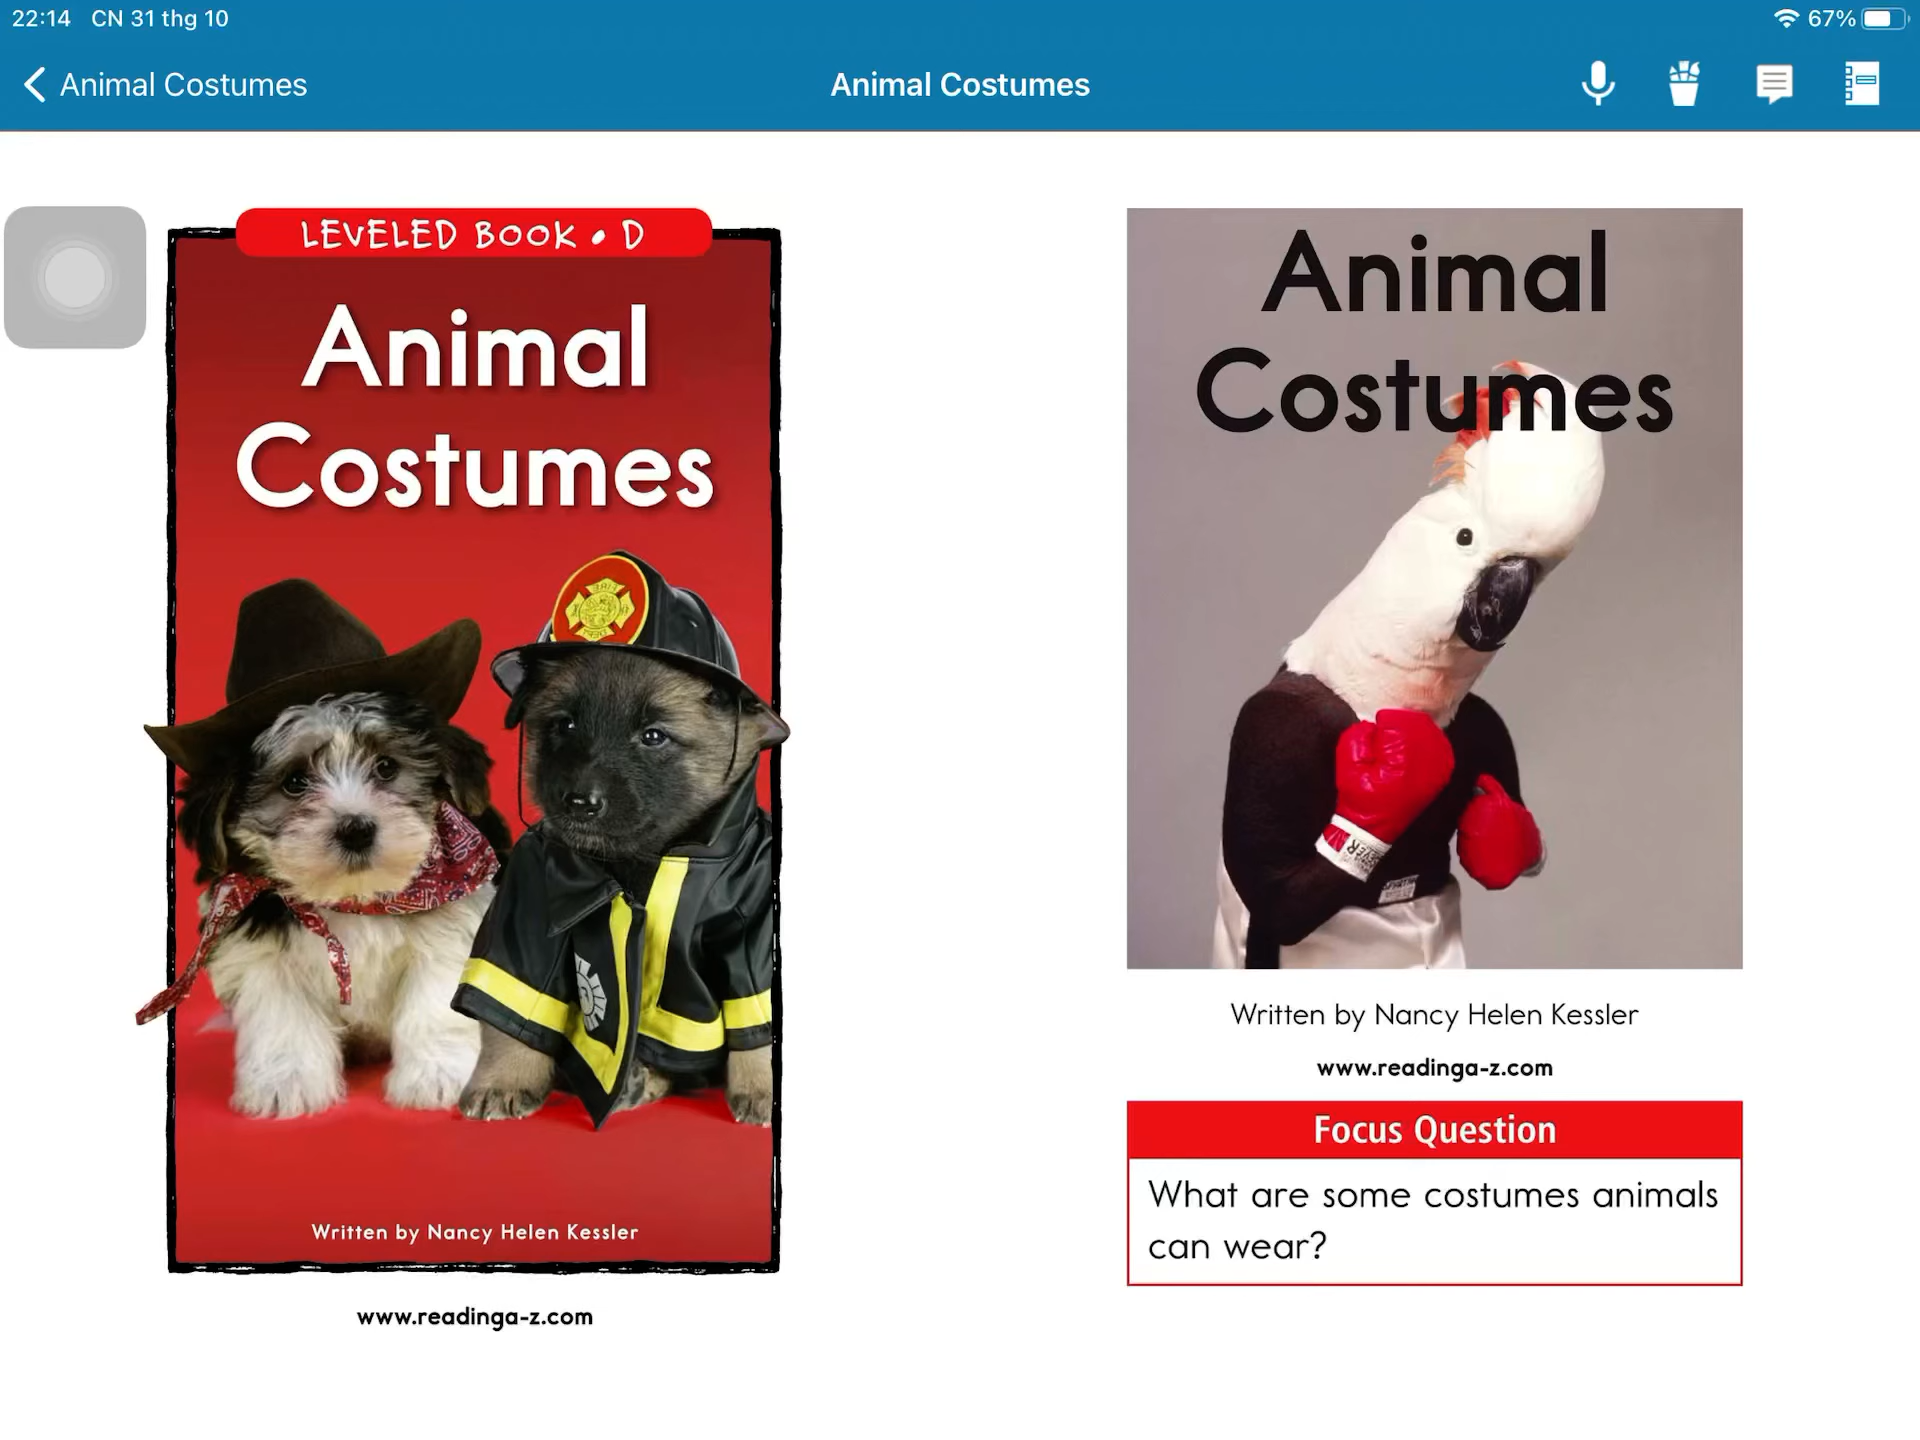 22:14 CN 31 thg 10
67%
Animal Costumes
Animal Costumes
LEVELED BOOK • D
Animal
Costumes
Written by Nancy Helen Kessler
www.readinga-z.com
Animal
Costumes
Written by Nancy Helen Kessler
www.readinga-z.com
Focus Question
What are some costumes animals
can wear?